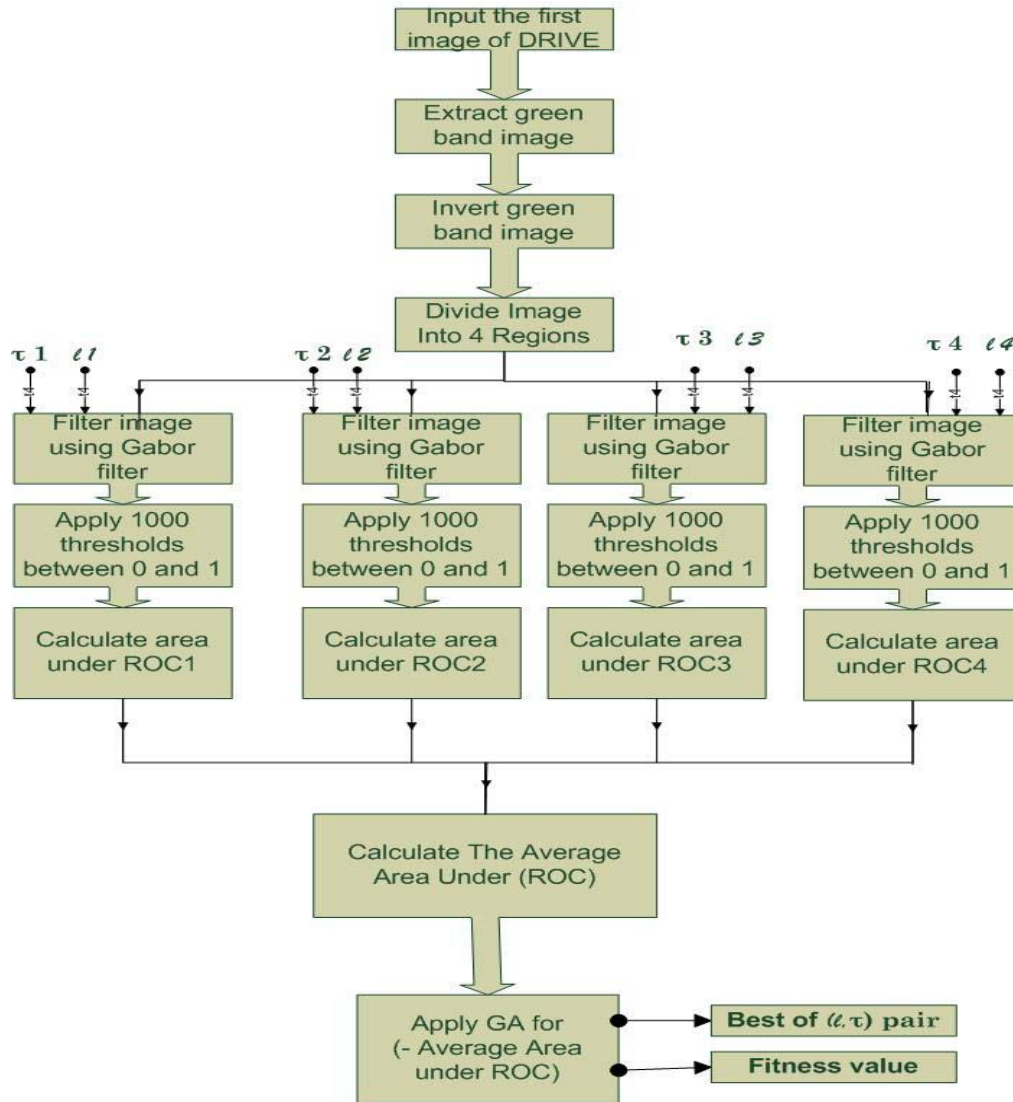 Input the first
image of DRIVE
Extract green
band image
Invert green
band image
Divide Image
Into 4 Regions
τ 1 ℓ1
τ 2 ℓ2
τ 3 ℓ3
τ 4 ℓ4
Filter image
using Gabor
filter
Apply 1000
thresholds
between 0 and 1
Calculate area
under ROC1
Filter image
using Gabor
filter
Apply 1000
thresholds
between 0 and 1
Calculate area
under ROC2
Filter image
using Gabor
filter
Apply 1000
thresholds
between 0 and 1
Calculate area
under ROC3
Filter image
using Gabor
filter
Apply 1000
thresholds
between 0 and 1
Calculate area
under ROC4
Calculate The Average
Area Under (ROC)
Apply GA for
(- Average Area
under ROC)
Best of (ℓ,τ) pair
Fitness value